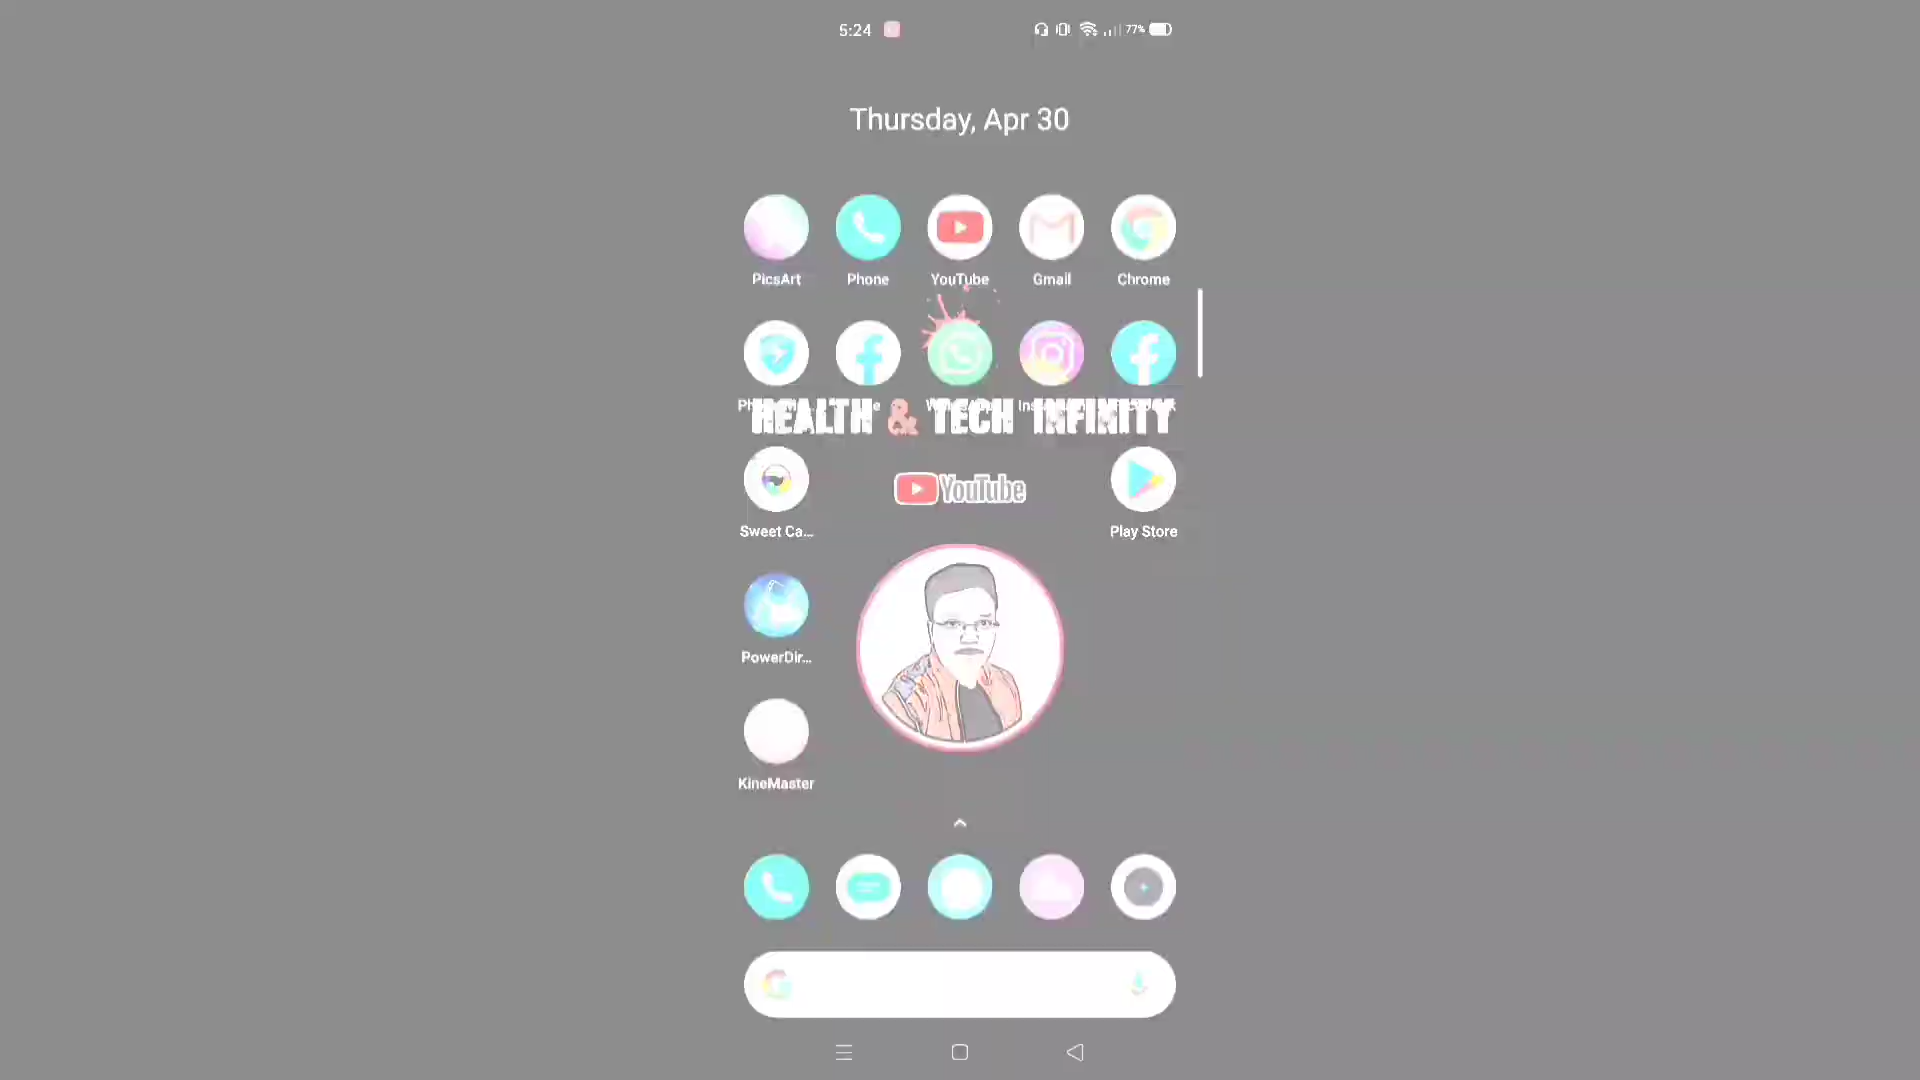 5:24 77%
Thursday, Apr 30
PicsArt Phone YouTube Gmail Chrome
HEALTH & TECH INFINITY
YouTube
Sweet Ca... Play Store
PowerDir...
KineMaster